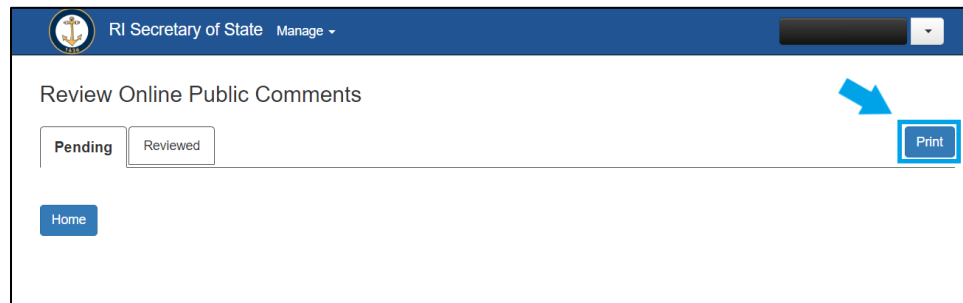 RI Secretary of State Manage
Review Online Public Comments
Pending Reviewed
Print
Home